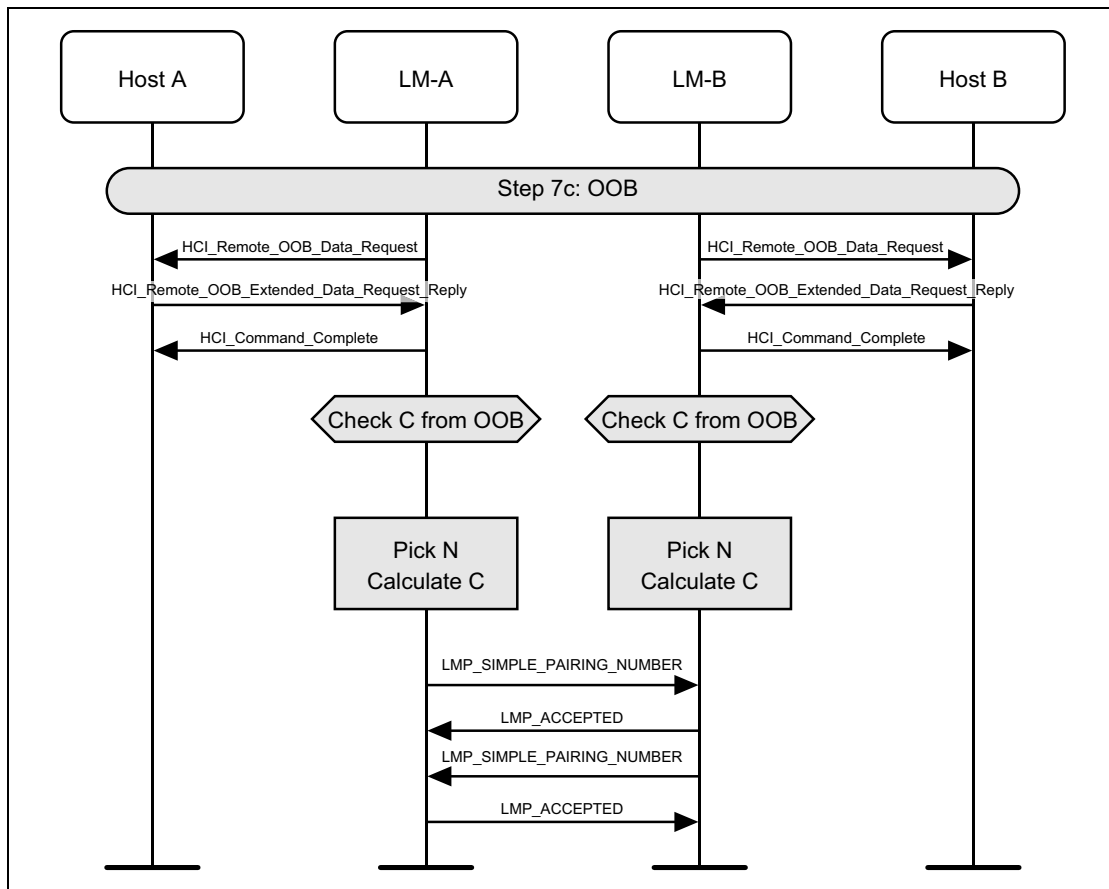 Host A
LM-A
LM-B
Host B
Step 7c: OOB
HCI_Remote_OOB_Data_Request
HCI_Remote_OOB_Data_Request
HCI_Remote_OOB_Extended_Data_Request_Reply
HCI_Remote_OOB_Extended_Data_Request_Reply
HCI_Command_Complete
HCI_Command_Complete
Check C from OOB
Check C from OOB
Pick N
Calculate C
Pick N
Calculate C
LMP_SIMPLE_PAIRING_NUMBER
LMP_ACCEPTED
LMP_SIMPLE_PAIRING_NUMBER
LMP_ACCEPTED